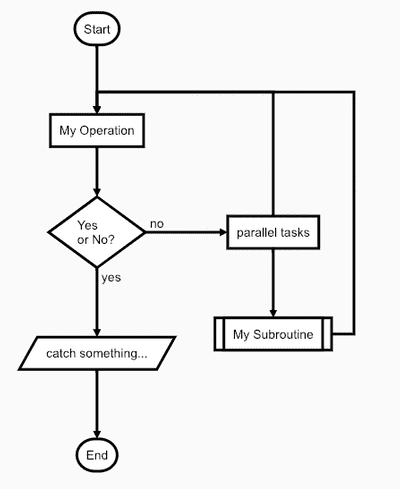 Start
My Operation
Yes
or No?
no
parallel tasks
yes
My Subroutine
catch something...
End